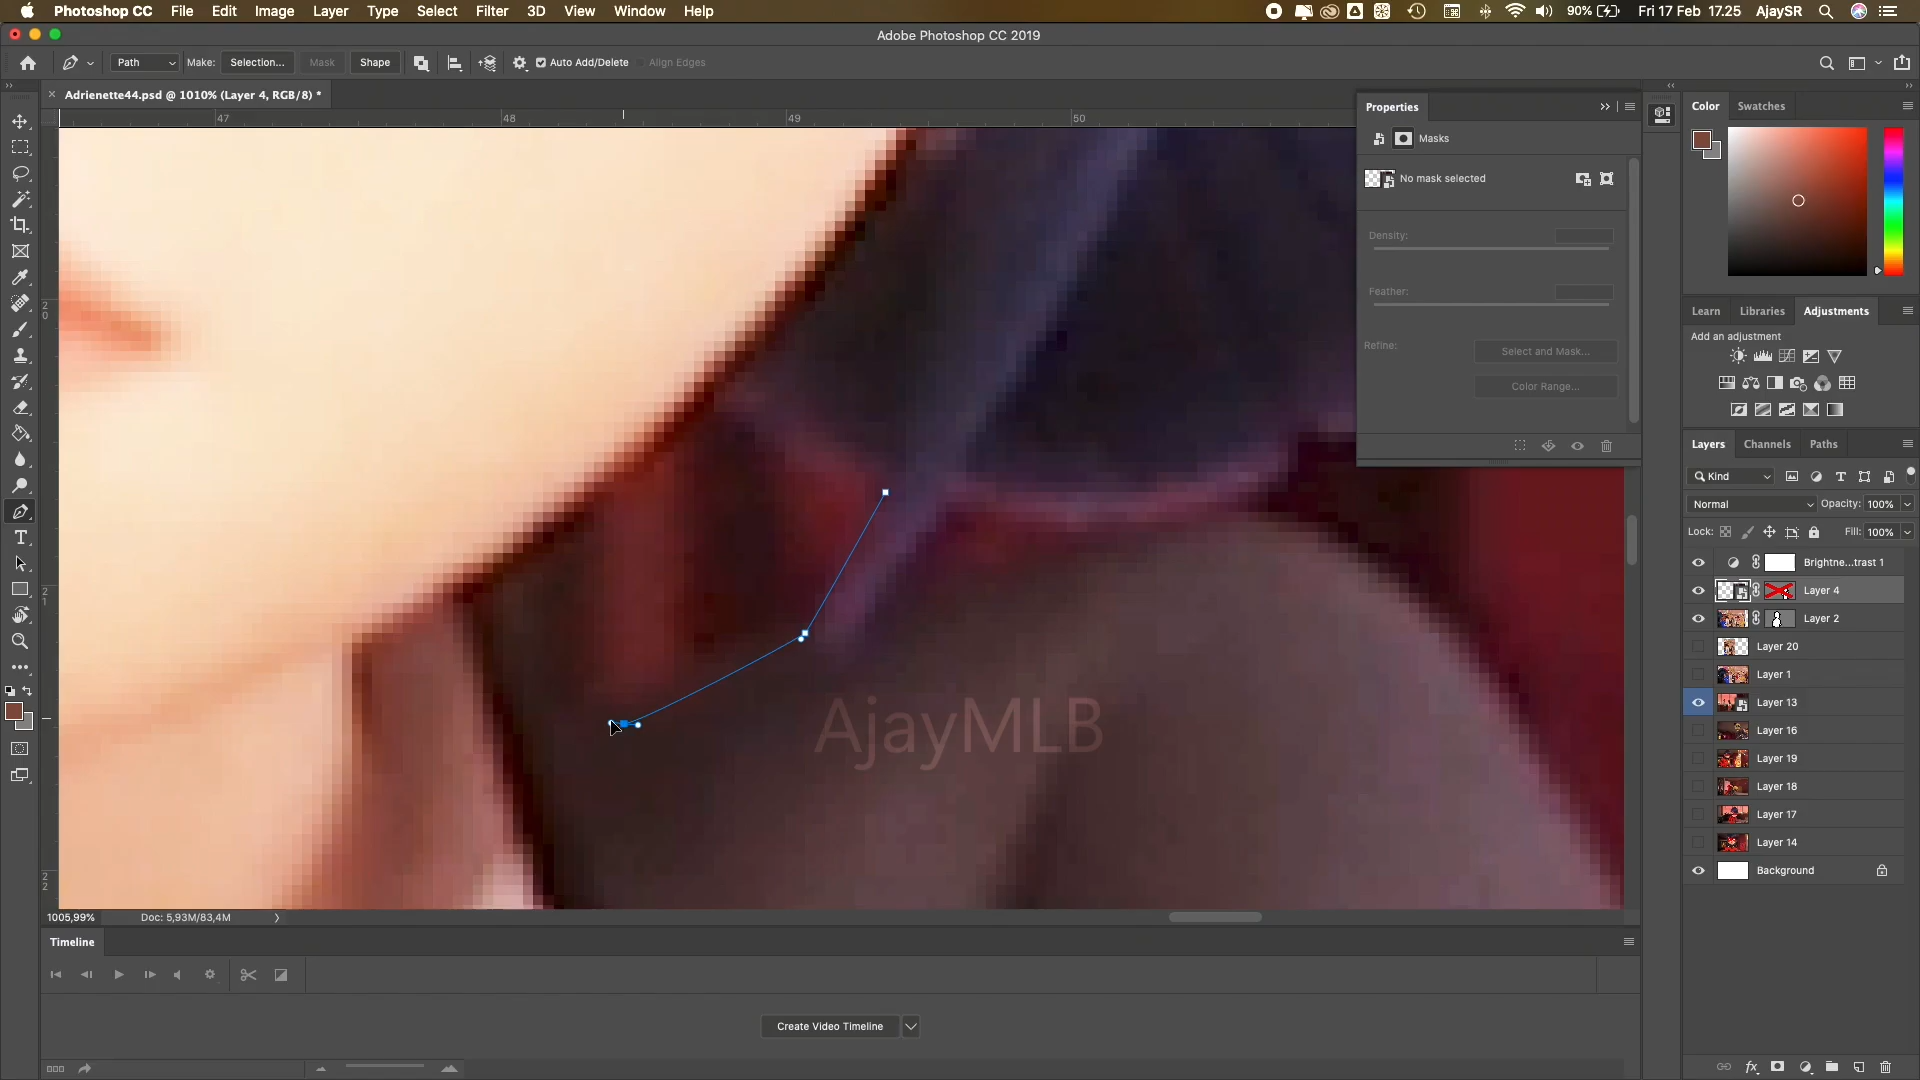 Photoshop CC File Edit Image Layer Type Select Filter 3D View Window Help 90% Fri 17 Feb 17.25 AjaySR
Adobe Photoshop CC 2019
Path Make: Selection... Mask Shape Auto Add/Delete Align Edges
Adrienette44.psd @ 1010% (Layer 4, RGB/8) *
47 48 49 50
20
21
22
Properties
Masks
No mask selected
Density:
Feather:
Refine:
Select and Mask...
Color Range...
Color Swatches
Learn Libraries Adjustments
Add an adjustment
Layers Channels Paths
Kind
Normal Opacity: 100%
Lock: Fill: 100%
Brightne...trast 1
Layer 4
Layer 2
Layer 20
Layer 1
Layer 13
Layer 16
Layer 19
Layer 18
Layer 17
Layer 14
Background
AjayMLB
1005,99% Doc: 5,93M/83,4M
Timeline
Create Video Timeline